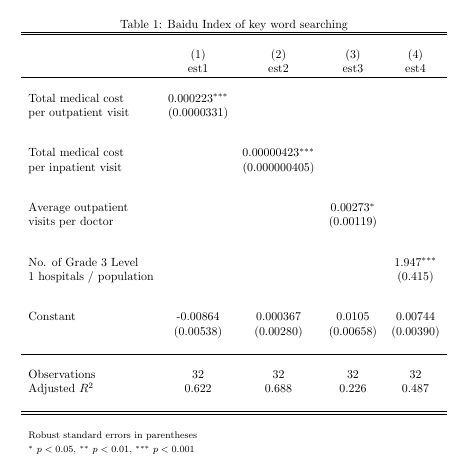 Table 1: Baidu Index of key word searching
(1) (2) (3) (4)
est1 est2 est3 est4
Total medical cost 0.000223***
per outpatient visit (0.0000331)
Total medical cost 0.00000423***
per inpatient visit (0.000000405)
Average outpatient 0.00273*
visits per doctor (0.00119)
No. of Grade 3 Level 1.947***
1 hospitals / population (0.415)
Constant -0.00864 0.000367 0.0105 0.00744
(0.00538) (0.00280) (0.00658) (0.00390)
Observations 32 32 32 32
Adjusted R² 0.622 0.688 0.226 0.487
Robust standard errors in parentheses
* p < 0.05, ** p < 0.01, *** p < 0.001